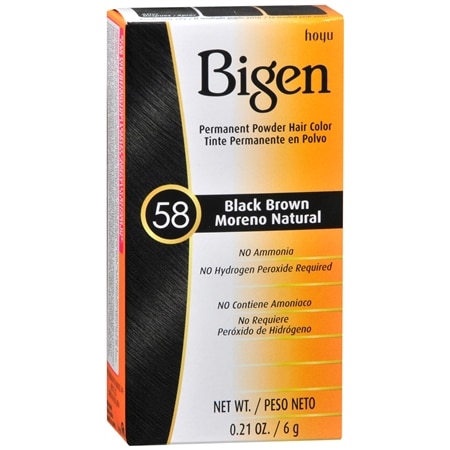 hoyu
Bigen
Permanent Powder Hair Color
Tinte Permanente en Polvo
58
Black Brown
Moreno Natural
NO Ammonia
NO Hydrogen Peroxide Required
NO Contiene Amoniaco
No Requiere
Peróxido de Hidrógeno
NET WT. / PESO NETO
0.21 OZ. / 6 g